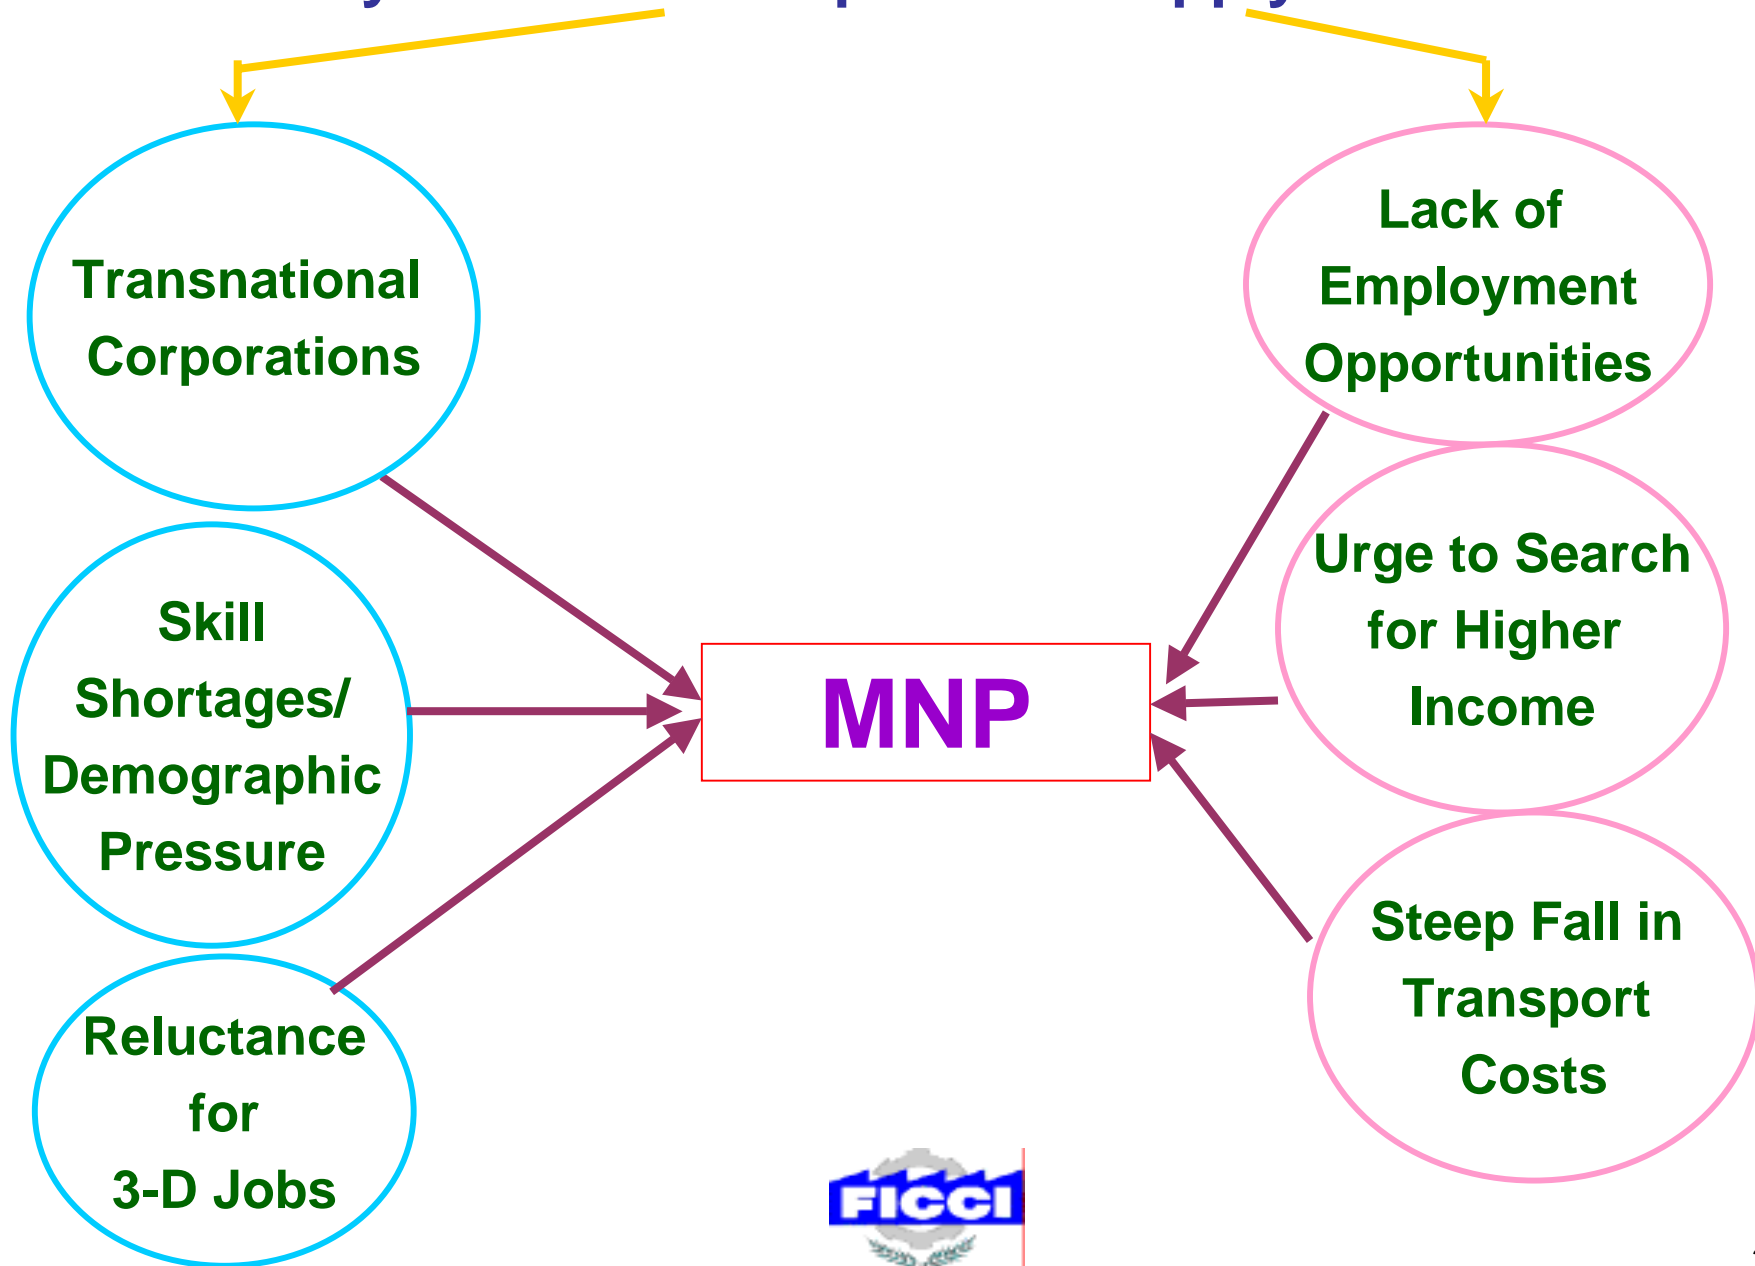 Transnational
Corporations
Skill
Shortages/
Demographic
Pressure
Reluctance
for
3-D Jobs
MNP
Lack of
Employment
Opportunities
Urge to Search
for Higher
Income
Steep Fall in
Transport
Costs
FICCI